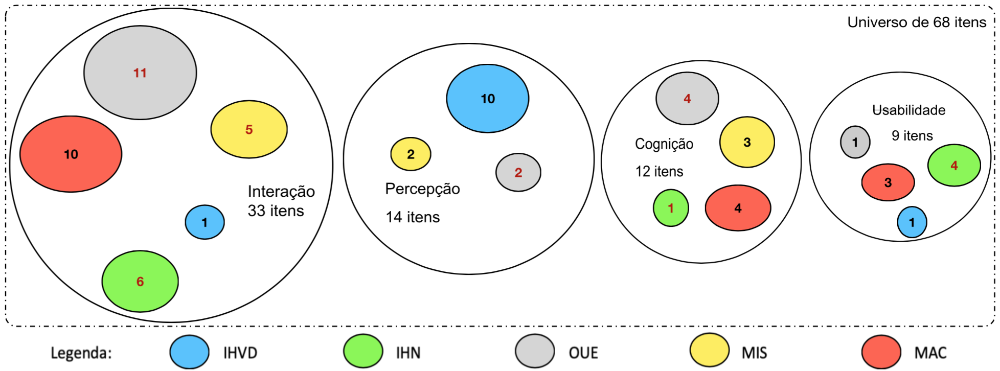 Universo de 68 itens
11
10
5
1
6
Interação
33 itens
10
2
2
Percepção
14 itens
4
3
Cognição
12 itens
1
4
Usabilidade
9 itens
1
4
3
1
Legenda:
IHVD
IHN
OUE
MIS
MAC